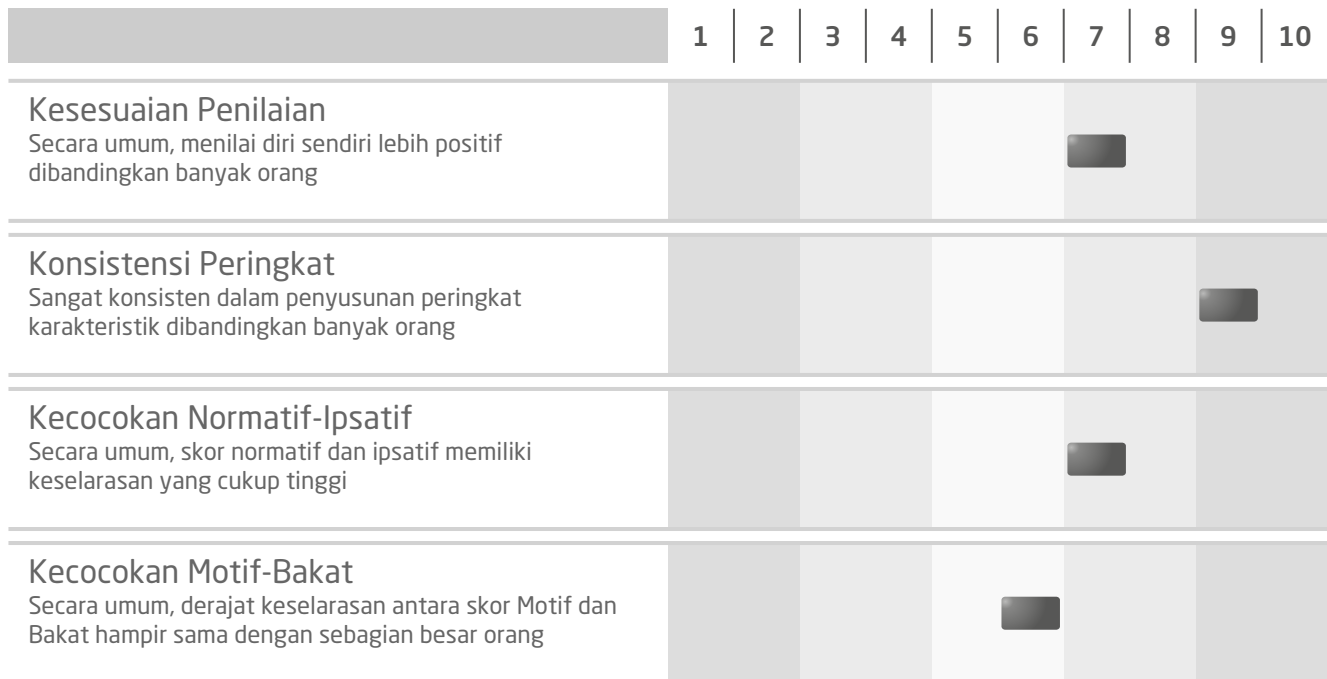 1 2 3 4 5 6 7 8 9 10
Kesesuaian Penilaian
Secara umum, menilai diri sendiri lebih positif
dibandingkan banyak orang
Konsistensi Peringkat
Sangat konsisten dalam penyusunan peringkat
karakteristik dibandingkan banyak orang
Kecocokan Normatif-Ipsatif
Secara umum, skor normatif dan ipsatif memiliki
keselarasan yang cukup tinggi
Kecocokan Motif-Bakat
Secara umum, derajat keselarasan antara skor Motif dan
Bakat hampir sama dengan sebagian besar orang